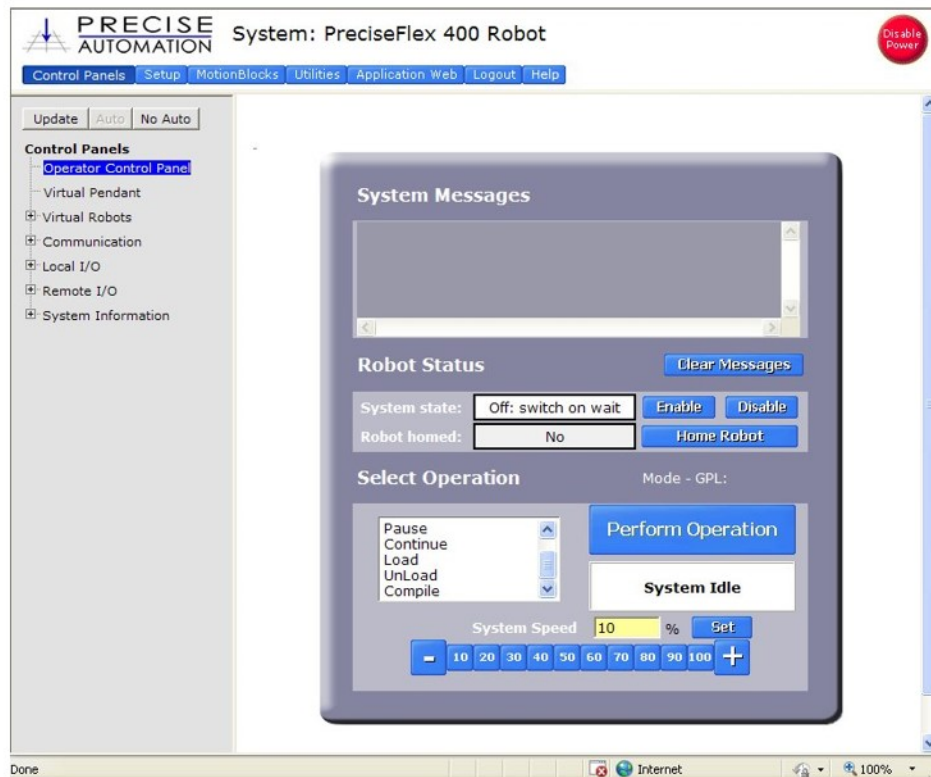 PRECISE
AUTOMATION
System: PreciseFlex 400 Robot
Disable
Power
Control Panels Setup MotionBlocks Utilities Application Web Logout Help
Update Auto No Auto
Control Panels
Operator Control Panel
Virtual Pendant
Virtual Robots
Communication
Local I/O
Remote I/O
System Information
System Messages
Robot Status
Clear Messages
System state: Off: switch on wait Enable Disable
Robot homed: No Home Robot
Select Operation
Mode - GPL:
Pause
Continue
Load
UnLoad
Compile
Perform Operation
System Idle
System Speed 10 % Set
- 10 20 30 40 50 60 70 80 90 100 +
Done
Internet
100%